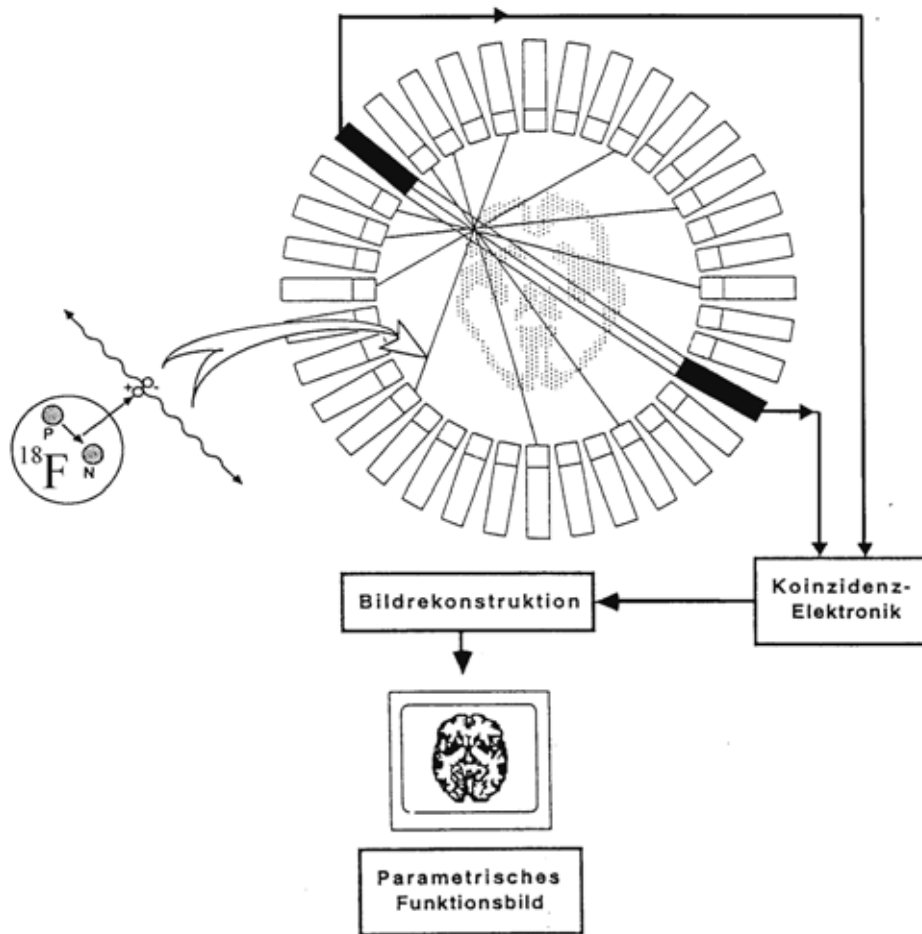 + -
P
N
18F
Koinzidenz-
Elektronik
Bildrekonstruktion
Parametrisches
Funktionsbild